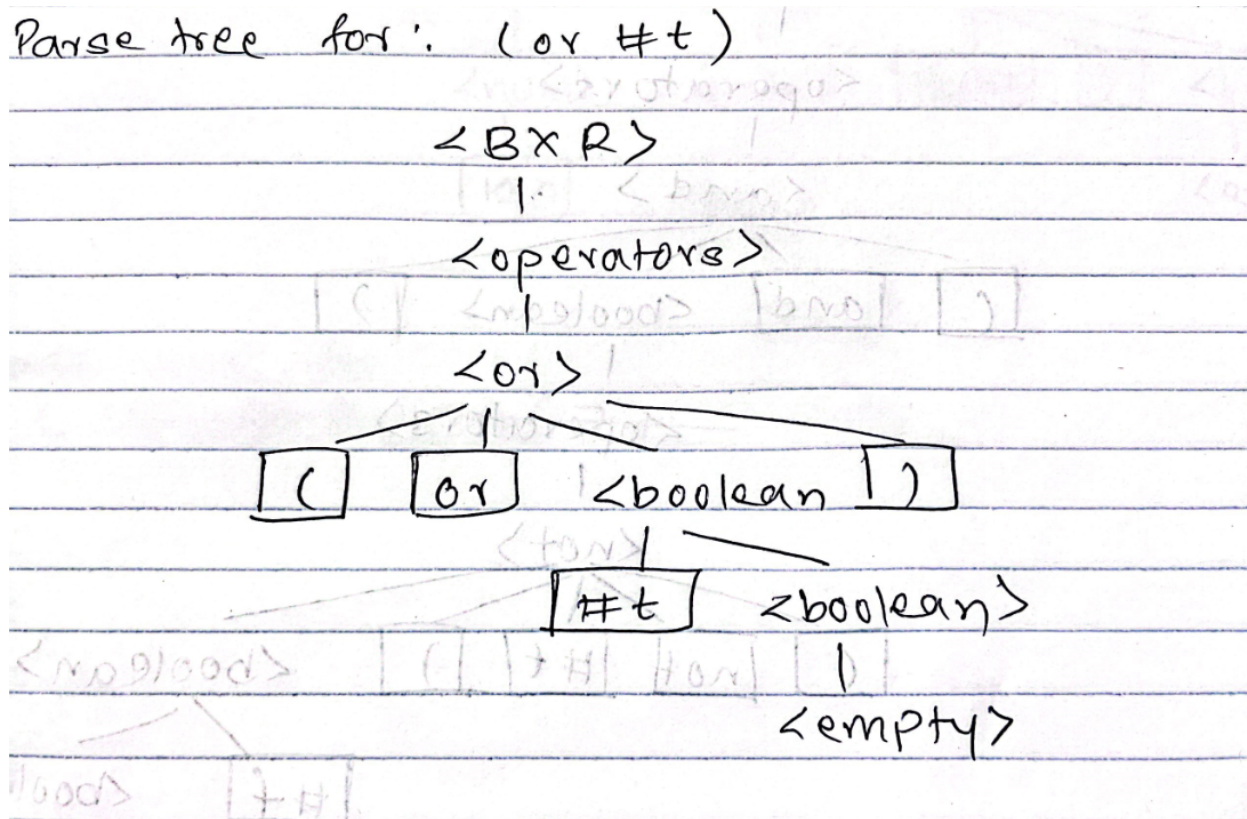 Parse tree for: (or #t)
<BXR>
<operators>
<or>
( or <boolean )
#t <boolean>
<empty>